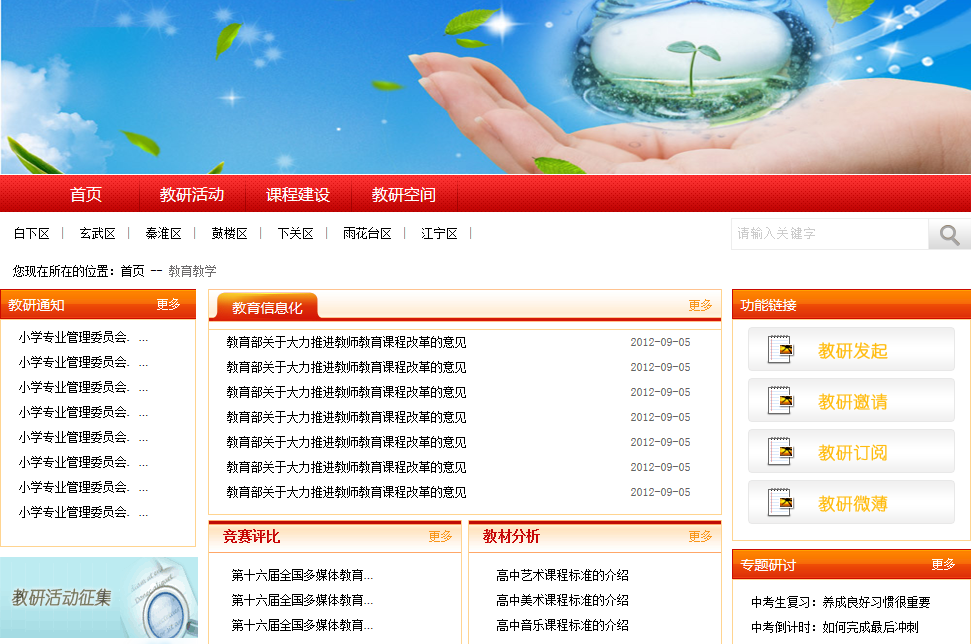 首页 教研活动 课程建设 教研空间
白下区 | 玄武区 | 秦淮区 | 鼓楼区 | 下关区 | 雨花台区 | 江宁区 |
请输入关键字
您现在所在的位置：首页 -- 教育教学
教研通知 更多
小学专业管理委员会. ...
小学专业管理委员会. ...
小学专业管理委员会. ...
小学专业管理委员会. ...
小学专业管理委员会. ...
小学专业管理委员会. ...
小学专业管理委员会. ...
小学专业管理委员会. ...
教研活动征集
教育信息化 更多
教育部关于大力推进教师教育课程改革的意见 2012-09-05
教育部关于大力推进教师教育课程改革的意见 2012-09-05
教育部关于大力推进教师教育课程改革的意见 2012-09-05
教育部关于大力推进教师教育课程改革的意见 2012-09-05
教育部关于大力推进教师教育课程改革的意见 2012-09-05
教育部关于大力推进教师教育课程改革的意见 2012-09-05
教育部关于大力推进教师教育课程改革的意见 2012-09-05
竞赛评比 更多
第十六届全国多媒体教育...
第十六届全国多媒体教育...
第十六届全国多媒体教育...
教材分析 更多
高中艺术课程标准的介绍
高中美术课程标准的介绍
高中音乐课程标准的介绍
功能链接
教研发起
教研邀请
教研订阅
教研微薄
专题研讨 更多
中考生复习：养成良好习惯很重要
中考倒计时：如何完成最后冲刺